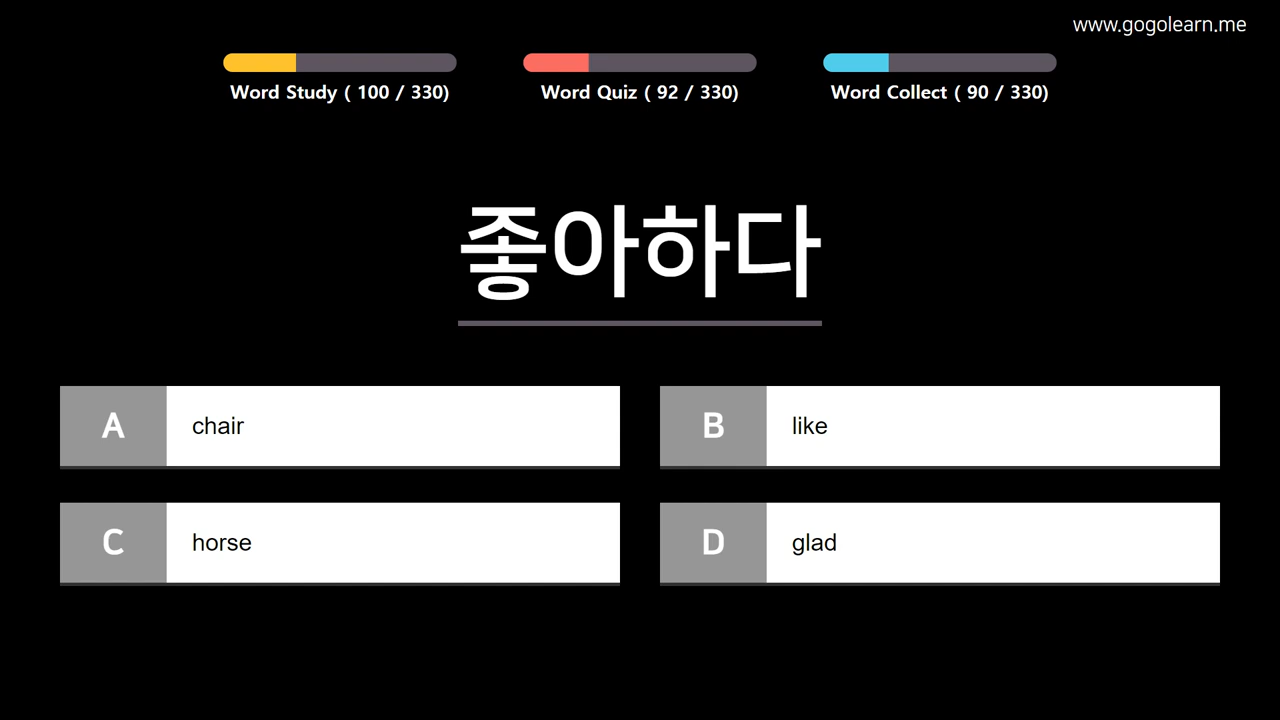 www.gogolearn.me
Word Study ( 100 / 330)
Word Quiz ( 92 / 330)
Word Collect ( 90 / 330)
좋아하다
A chair
B like
C horse
D glad